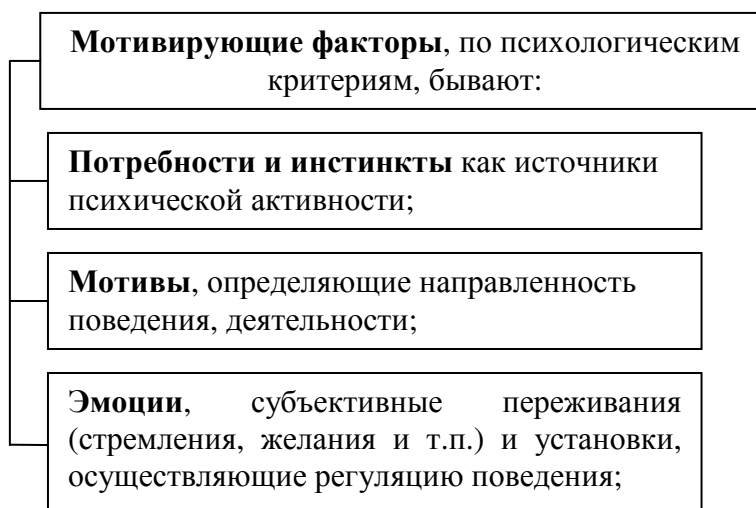 Мотивирующие факторы, по психологическим
критериям, бывают:
Потребности и инстинкты как источники
психической активности;
Мотивы, определяющие направленность
поведения, деятельности;
Эмоции, субъективные переживания
(стремления, желания и т.п.) и установки,
осуществляющие регуляцию поведения;